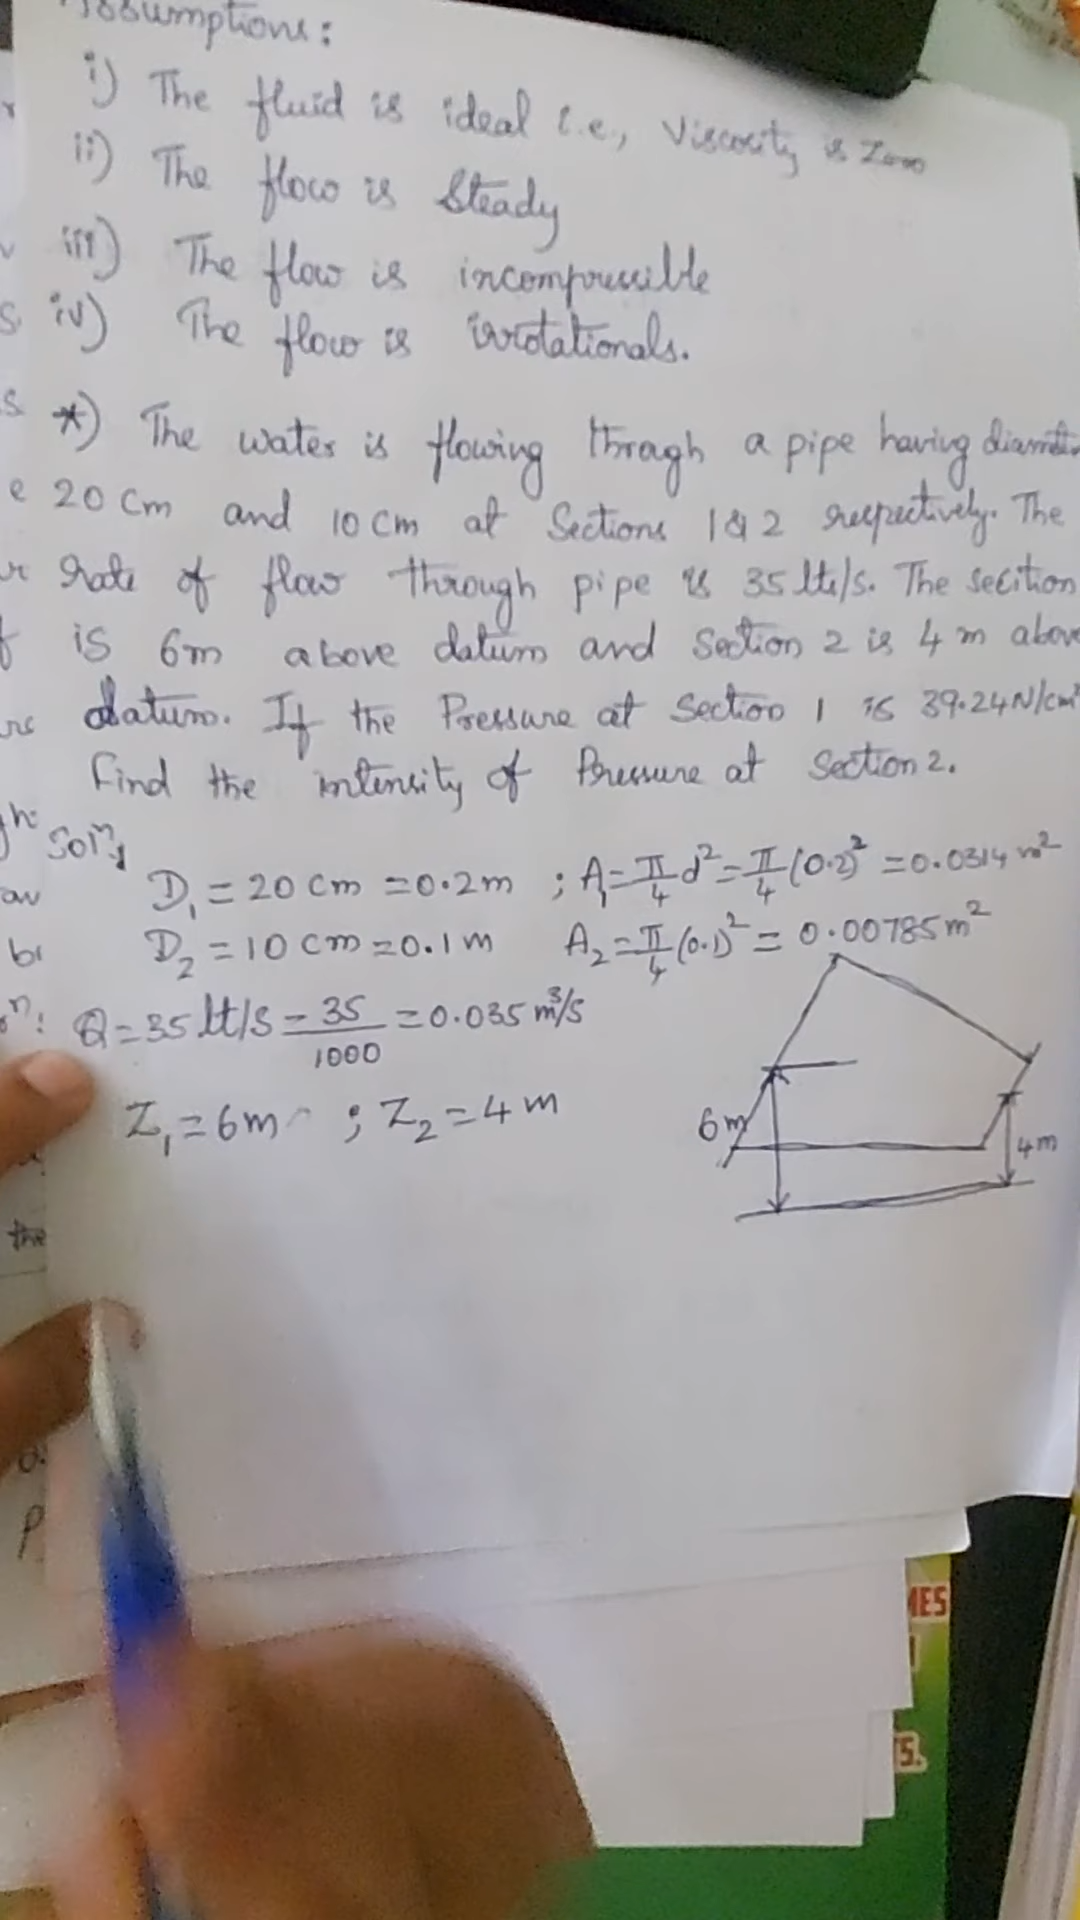 Assumptions:
i) The fluid is ideal i.e., Viscosity is Zero
ii) The flow is Steady
iii) The flow is incompressible
iv) The flow is irrotationals.
*) The water is flowing thragh a pipe having diameter
20 cm and 10 cm at Sections 1 & 2 respectively. The
rate of flow through pipe is 35 lts/s. The secition
is 6m above datum and Section 2 is 4 m above
datum. If the Pressure at Section 1 is 39.24N/cm²
Find the intensity of Pressure at Section 2.
Solⁿ,
D₁ = 20 cm = 0.2 m ; A₁ = π/4 d² = π/4 (0.2)² = 0.0314 m²
D₂ = 10 cm = 0.1 m A₂ = π/4 (0.1)² = 0.00785 m²
Q = 35 lt/s = 35/1000 = 0.035 m³/s
Z₁ = 6m ; Z₂ = 4 m
6m
4m
the